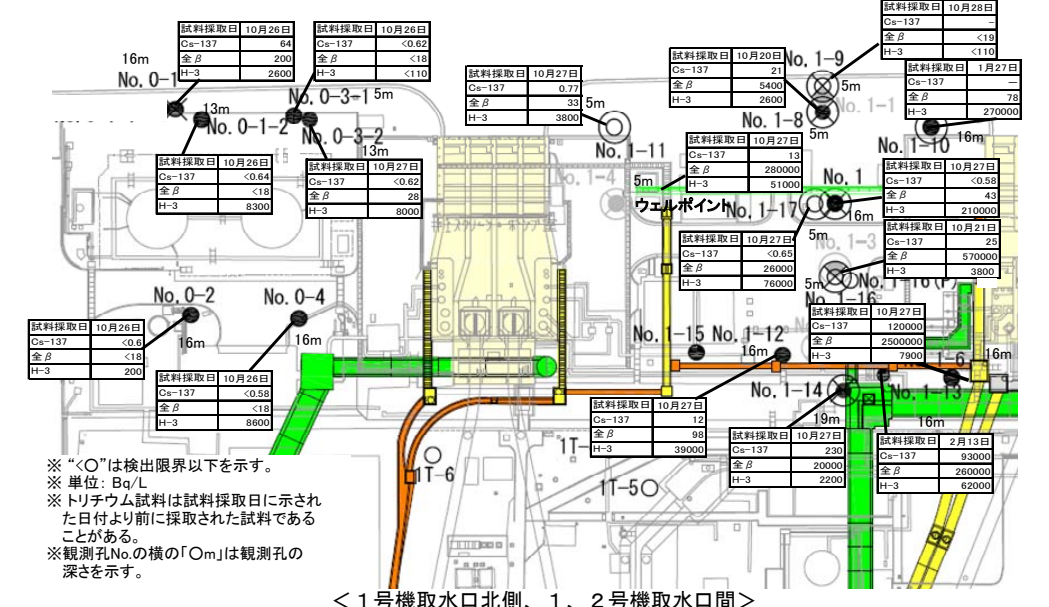 試料採取日 10月28日
Cs-137 －
全β <19
H-3 <110
試料採取日 10月26日
Cs-137 64
全β 200
H-3 2600
試料採取日 10月26日
Cs-137 <0.62
全β <18
H-3 <110
16m
No. 0-1
試料採取日 10月20日
Cs-137 21
全β 5400
H-3 2600
No. 1-9
5m
試料採取日 1月27日
Cs-137 －
全β 78
H-3 270000
試料採取日 10月27日
Cs-137 0.77
全β 33
H-3 3800
5m
No. 0-3-1 5m
13m
No. 0-1-2
No. 0-3-2
13m
No. 1-1
No. 1-8
5m
No. 1-11
16m
No. 1-10
試料採取日 10月26日
Cs-137 <0.64
全β <18
H-3 8300
試料採取日 10月27日
Cs-137 <0.62
全β 28
H-3 8000
試料採取日 10月27日
Cs-137 13
全β 280000
H-3 51000
試料採取日 10月27日
Cs-137 <0.58
全β 43
H-3 210000
No. 1-4
5m
ウェルポイント
No. 1
No. 1-17
16m
5m
試料採取日 10月27日
Cs-137 <0.65
全β 26000
H-3 76000
No. 1-3
試料採取日 10月21日
Cs-137 25
全β 570000
H-3 3800
5m
No. 1-16(P)
No. 1-16
No. 0-2
16m
No. 0-4
16m
試料採取日 10月26日
Cs-137 <0.6
全β <18
H-3 200
試料採取日 10月27日
Cs-137 120000
全β 2500000
H-3 7900
No. 1-15
No. 1-12
16m
1-6
16m
試料採取日 10月26日
Cs-137 <0.58
全β <18
H-3 8600
No. 1-14
19m
No. 1-13
16m
試料採取日 10月27日
Cs-137 12
全β 98
H-3 39000
試料採取日 10月27日
Cs-137 230
全β 20000
H-3 2200
試料採取日 2月13日
Cs-137 93000
全β 260000
H-3 62000
1T-
1T-6
1T-5
※ “<○”は検出限界以下を示す。
※ 単位: Bq/L
※ トリチウム試料は試料採取日に示され
た日付より前に採取された試料である
ことがある。
※観測孔No.の横の「○m」は観測孔の
深さを示す。
＜１号機取水口北側、１、２号機取水口間＞